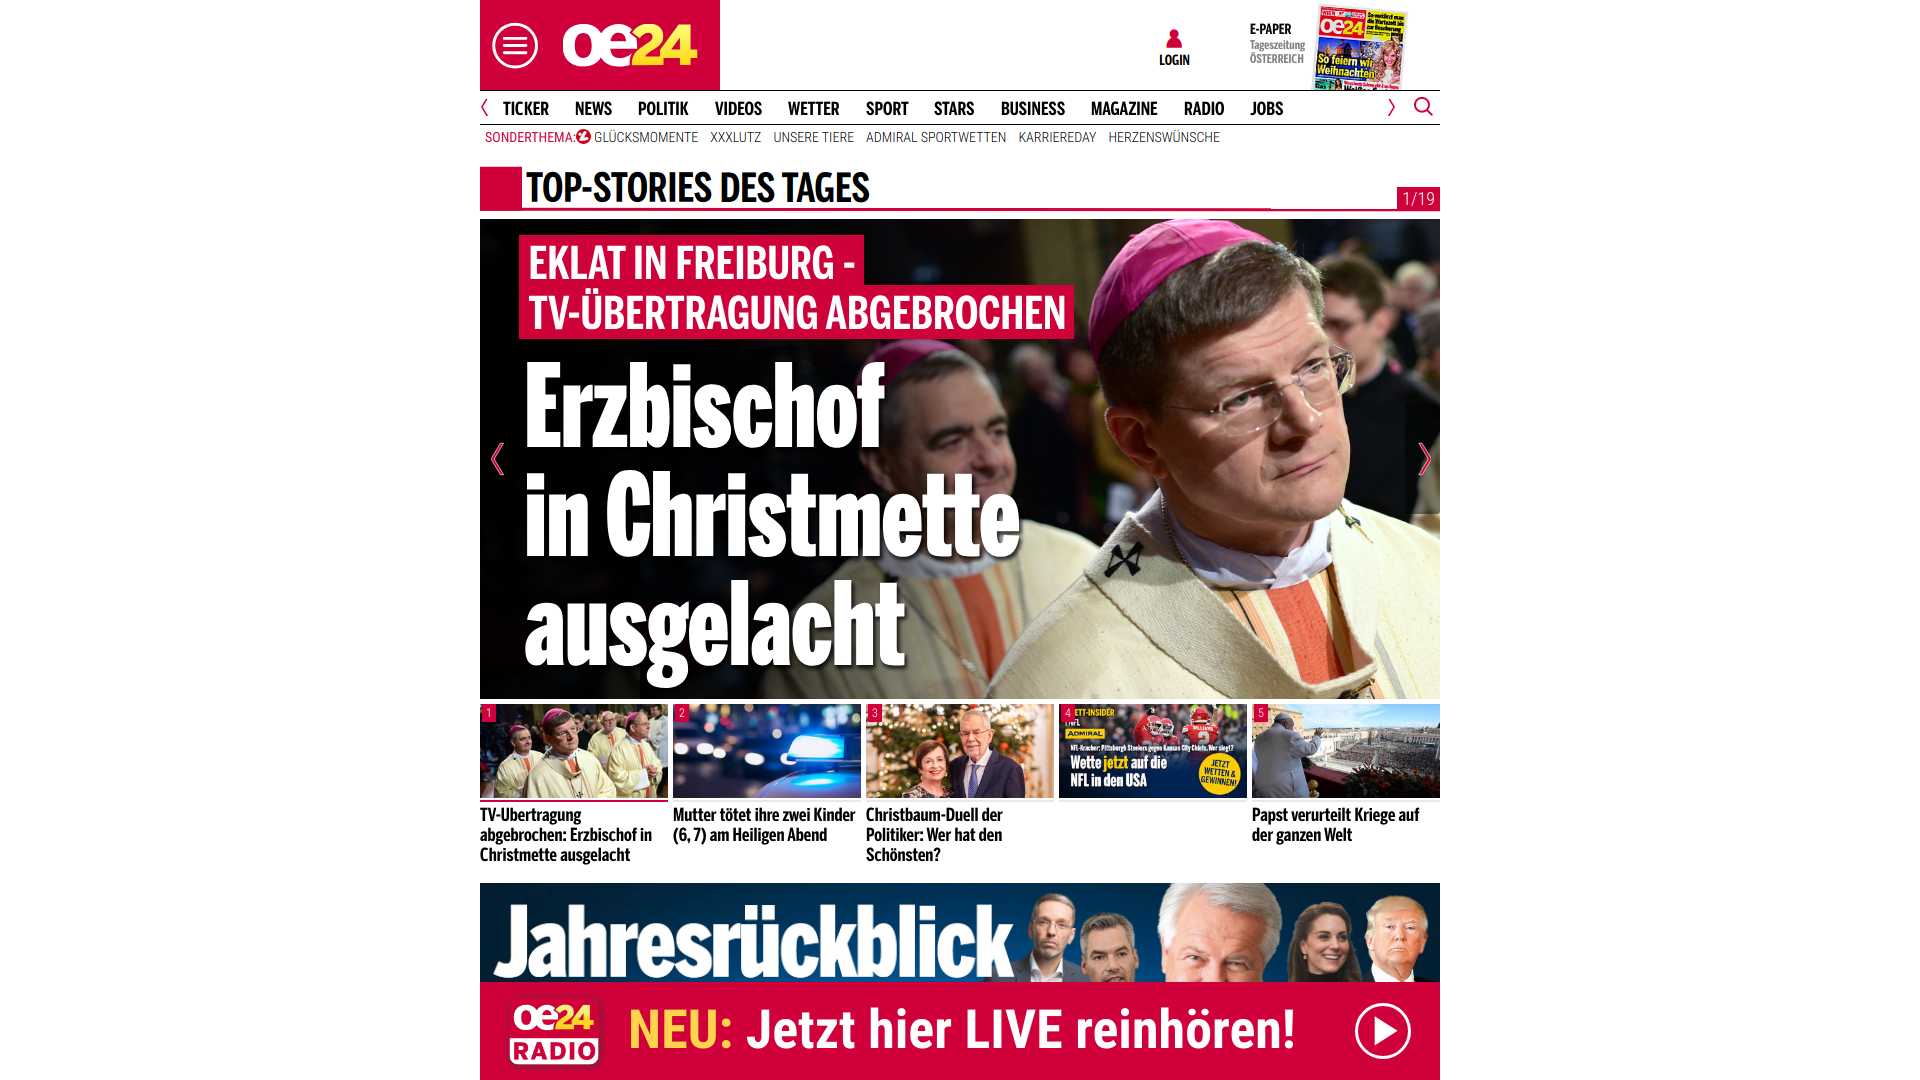 oe24
LOGIN
E-PAPER
Tageszeitung
ÖSTERREICH
oe24
So feiern wir
Weihnachten
TICKER NEWS POLITIK VIDEOS WETTER SPORT STARS BUSINESS MAGAZINE RADIO JOBS
SONDERTHEMA: GLÜCKSMOMENTE XXXLUTZ UNSERE TIERE ADMIRAL SPORTWETTEN KARRIEREDAY HERZENSWÜNSCHE
TOP-STORIES DES TAGES
1/19
EKLAT IN FREIBURG -
TV-ÜBERTRAGUNG ABGEBROCHEN
Erzbischof
in Christmette
ausgelacht
1
TV-Übertragung
abgebrochen: Erzbischof in
Christmette ausgelacht
2
Mutter tötet ihre zwei Kinder
(6, 7) am Heiligen Abend
3
Christbaum-Duell der
Politiker: Wer hat den
Schönsten?
4
ETT-INSIDER
NFL
ADMIRAL
NFL-Kracher: Pittsburgh Steelers gegen Kansas City Chiefs. Wer siegt?
Wette jetzt auf die
NFL in den USA
JETZT
WETTEN &
GEWINNEN!
5
Papst verurteilt Kriege auf
der ganzen Welt
Jahresrückblick
oe24
RADIO
NEU: Jetzt hier LIVE reinhören!